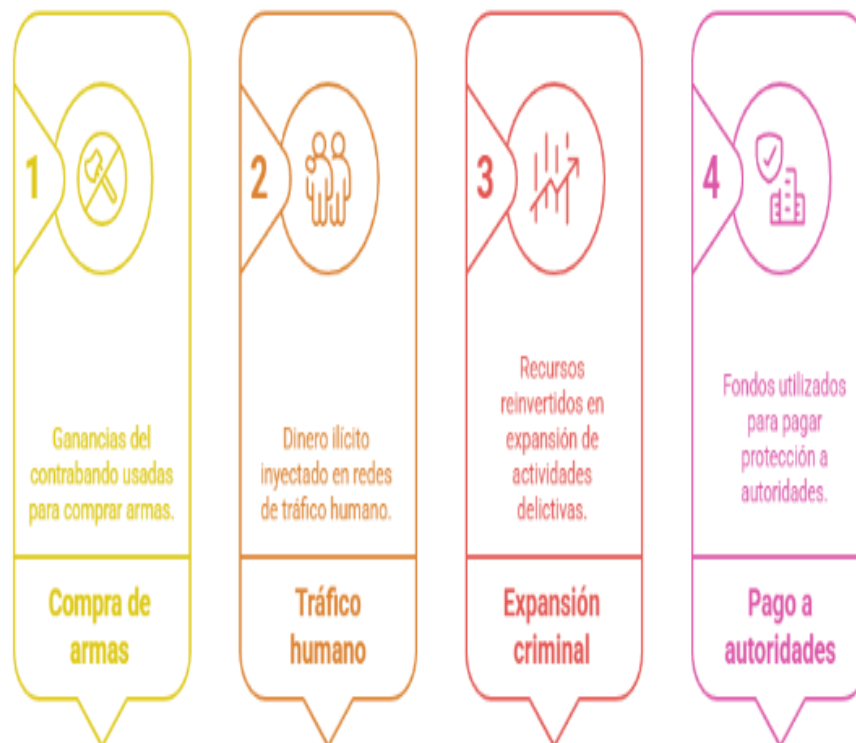 1
Ganancias del
contrabando usadas
para comprar armas.
Compra de
armas
2
Dinero ilícito
inyectado en redes
de tráfico humano.
Tráfico
humano
3
Recursos
reinvertidos en
expansión de
actividades
delictivas.
Expansión
criminal
4
Fondos utilizados
para pagar
protección a
autoridades.
Pago a
autoridades